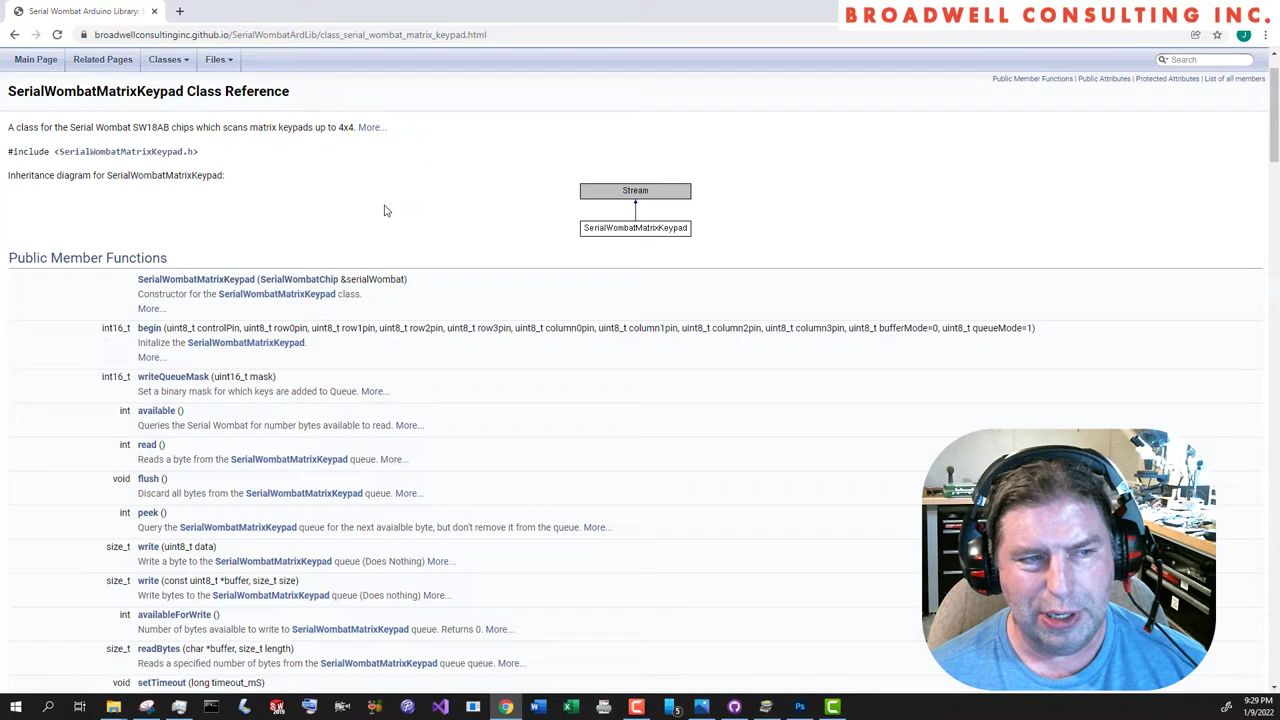 Serial Wombat Arduino Library: S
BROADWELL CONSULTING INC.
broadwellconsultinginc.github.io/SerialWombatArdLib/class_serial_wombat_matrix_keypad.html
J
Main Page Related Pages Classes Files Search
Public Member Functions | Public Attributes | Protected Attributes | List of all members
SerialWombatMatrixKeypad Class Reference
A class for the Serial Wombat SW18AB chips which scans matrix keypads up to 4x4. More...
#include <SerialWombatMatrixKeypad.h>
Inheritance diagram for SerialWombatMatrixKeypad:
Stream
SerialWombatMatrixKeypad
Public Member Functions
SerialWombatMatrixKeypad (SerialWombatChip &serialWombat)
Constructor for the SerialWombatMatrixKeypad class.
More...
int16_t begin (uint8_t controlPin, uint8_t row0pin, uint8_t row1pin, uint8_t row2pin, uint8_t row3pin, uint8_t column0pin, uint8_t column1pin, uint8_t column2pin, uint8_t column3pin, uint8_t bufferMode=0, uint8_t queueMode=1)
Initalize the SerialWombatMatrixKeypad.
More...
int16_t writeQueueMask (uint16_t mask)
Set a binary mask for which keys are added to Queue. More...
int available ()
Queries the Serial Wombat for number bytes available to read. More...
int read ()
Reads a byte from the SerialWombatMatrixKeypad queue. More...
void flush ()
Discard all bytes from the SerialWombatMatrixKeypad queue. More...
int peek ()
Query the SerialWombatMatrixKeypad queue for the next avaialble byte, but don't remove it from the queue. More...
size_t write (uint8_t data)
Write a byte to the SerialWombatMatrixKeypad queue (Does Nothing) More...
size_t write (const uint8_t *buffer, size_t size)
Write bytes to the SerialWombatMatrixKeypad queue (Does nothing) More...
int availableForWrite ()
Number of bytes avaialble to write to SerialWombatMatrixKeypad queue. Returns 0. More...
size_t readBytes (char *buffer, size_t length)
Reads a specified number of bytes from the SerialWombatMatrixKeypad queue queue. More...
void setTimeout (long timeout_mS)
9:29 PM
1/9/2022